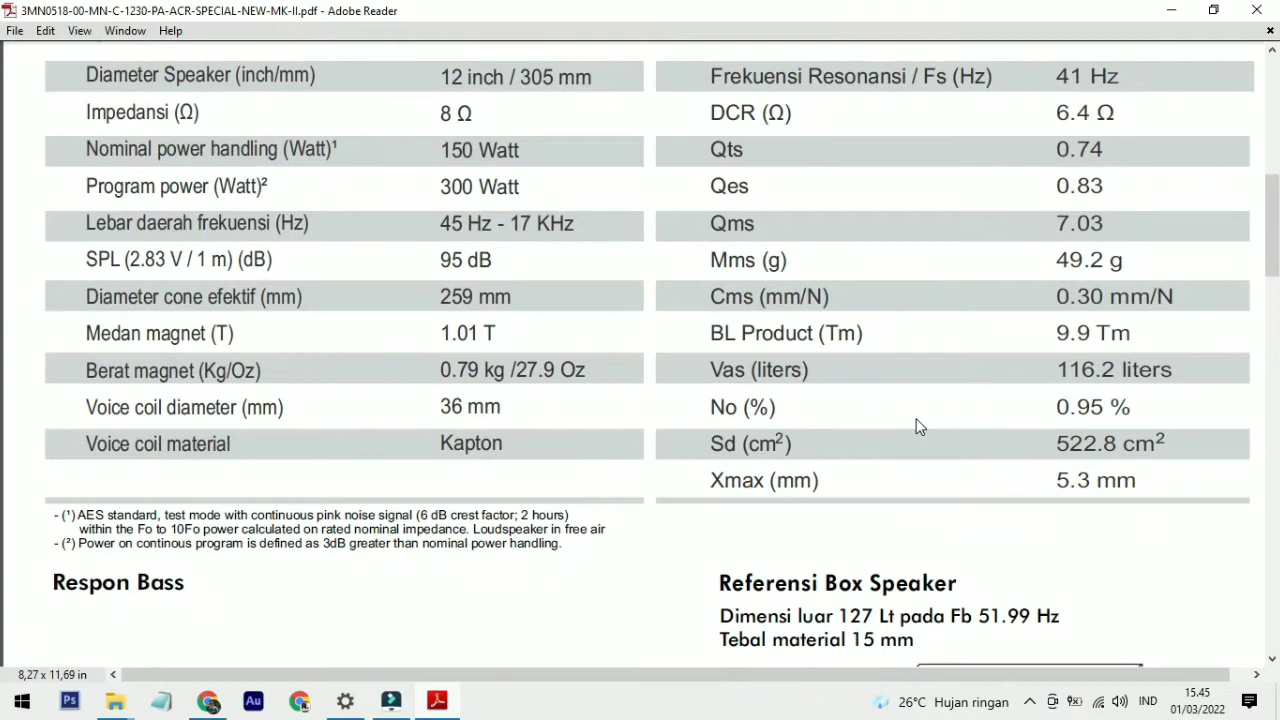 3MN0518-00-MN-C-1230-PA-ACR-SPECIAL-NEW-MK-II.pdf - Adobe Reader
File Edit View Window Help
Diameter Speaker (inch/mm) 12 inch / 305 mm
Impedansi (Ω) 8 Ω
Nominal power handling (Watt)¹ 150 Watt
Program power (Watt)² 300 Watt
Lebar daerah frekuensi (Hz) 45 Hz - 17 KHz
SPL (2.83 V / 1 m) (dB) 95 dB
Diameter cone efektif (mm) 259 mm
Medan magnet (T) 1.01 T
Berat magnet (Kg/Oz) 0.79 kg /27.9 Oz
Voice coil diameter (mm) 36 mm
Voice coil material Kapton
Frekuensi Resonansi / Fs (Hz) 41 Hz
DCR (Ω) 6.4 Ω
Qts 0.74
Qes 0.83
Qms 7.03
Mms (g) 49.2 g
Cms (mm/N) 0.30 mm/N
BL Product (Tm) 9.9 Tm
Vas (liters) 116.2 liters
No (%) 0.95 %
Sd (cm²) 522.8 cm²
Xmax (mm) 5.3 mm
- (¹) AES standard, test mode with continuous pink noise signal (6 dB crest factor; 2 hours)
within the Fo to 10Fo power calculated on rated nominal impedance. Loudspeaker in free air
- (²) Power on continous program is defined as 3dB greater than nominal power handling.
Respon Bass
Referensi Box Speaker
Dimensi luar 127 Lt pada Fb 51.99 Hz
Tebal material 15 mm
8,27 x 11,69 in
Ps
Au
26°C Hujan ringan
IND
15.45
01/03/2022